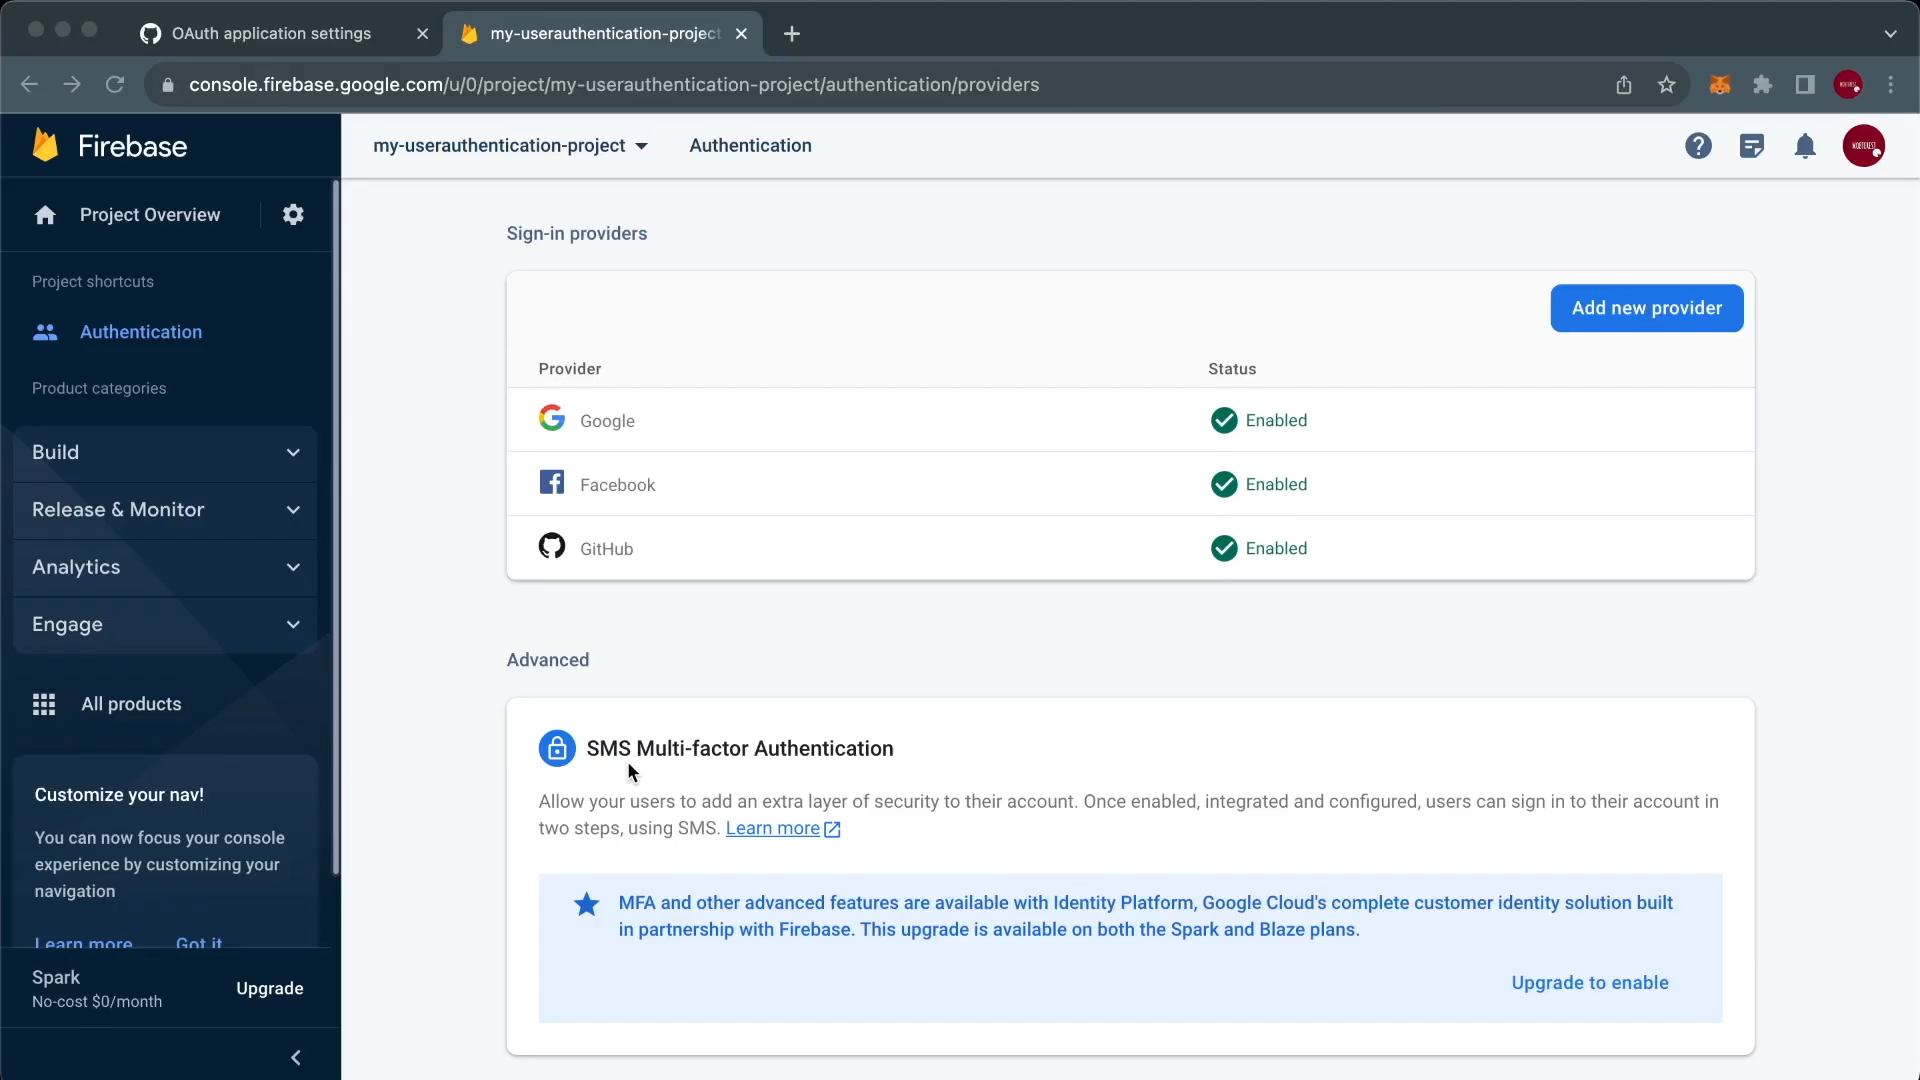 OAuth application settings
my-userauthentication-project
console.firebase.google.com/u/0/project/my-userauthentication-project/authentication/providers
Firebase
my-userauthentication-project
Authentication
Project Overview
Project shortcuts
Authentication
Product categories
Build
Release & Monitor
Analytics
Engage
All products
Customize your nav!
You can now focus your console
experience by customizing your
navigation
Learn more
Got it
Spark
No-cost $0/month
Upgrade
Sign-in providers
Add new provider
Provider
Status
Google
Enabled
Facebook
Enabled
GitHub
Enabled
Advanced
SMS Multi-factor Authentication
Allow your users to add an extra layer of security to their account. Once enabled, integrated and configured, users can sign in to their account in
two steps, using SMS. Learn more
MFA and other advanced features are available with Identity Platform, Google Cloud's complete customer identity solution built
in partnership with Firebase. This upgrade is available on both the Spark and Blaze plans.
Upgrade to enable